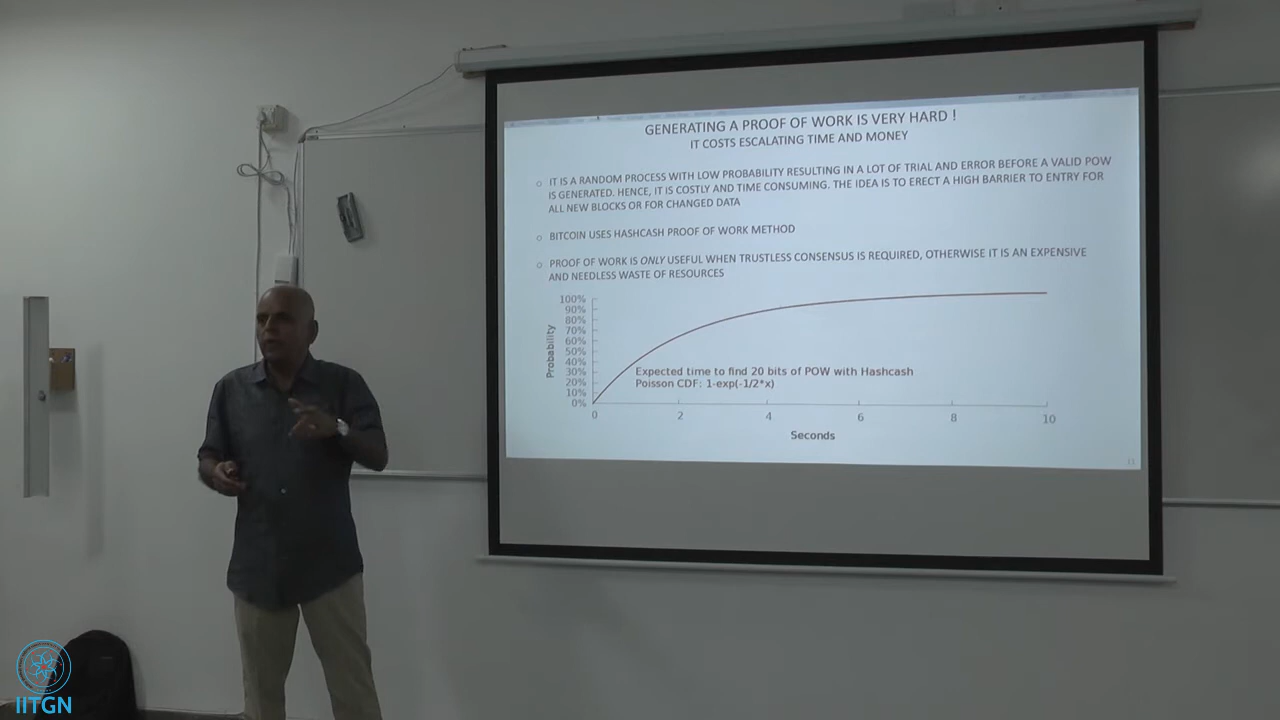 GENERATING A PROOF OF WORK IS VERY HARD !
IT COSTS ESCALATING TIME AND MONEY
IT IS A RANDOM PROCESS WITH LOW PROBABILITY RESULTING IN A LOT OF TRIAL AND ERROR BEFORE A VALID POW
IS GENERATED. HENCE, IT IS COSTLY AND TIME CONSUMING. THE IDEA IS TO ERECT A HIGH BARRIER TO ENTRY FOR
ALL NEW BLOCKS OR FOR CHANGED DATA
BITCOIN USES HASHCASH PROOF OF WORK METHOD
PROOF OF WORK IS ONLY USEFUL WHEN TRUSTLESS CONSENSUS IS REQUIRED, OTHERWISE IT IS AN EXPENSIVE
AND NEEDLESS WASTE OF RESOURCES
100%
90%
80%
70%
60%
50%
40%
30%
20%
10%
0%
Probability
Expected time to find 20 bits of POW with Hashcash
Poisson CDF: 1-exp(-1/2*x)
0 2 4 6 8 10
Seconds
IITGN